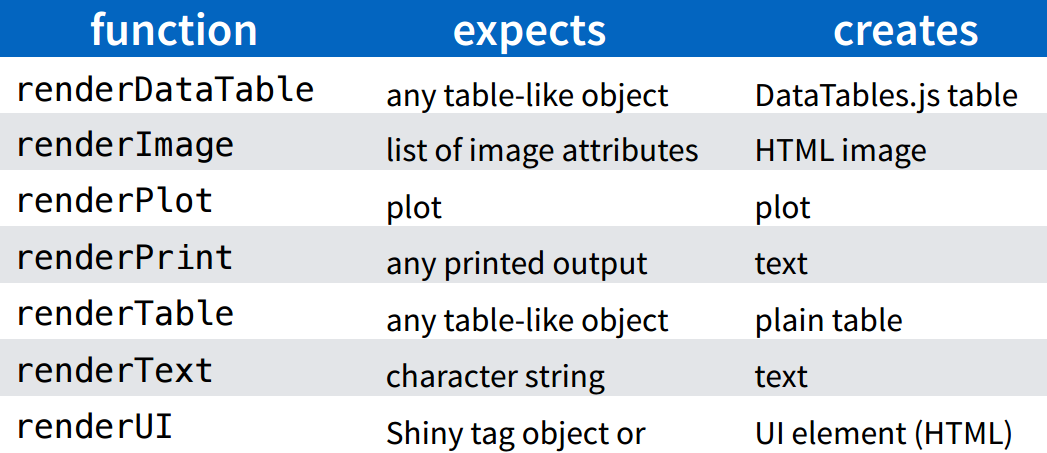 function expects creates
renderDataTable any table-like object DataTables.js table
renderImage list of image attributes HTML image
renderPlot plot plot
renderPrint any printed output text
renderTable any table-like object plain table
renderText character string text
renderUI Shiny tag object or UI element (HTML)